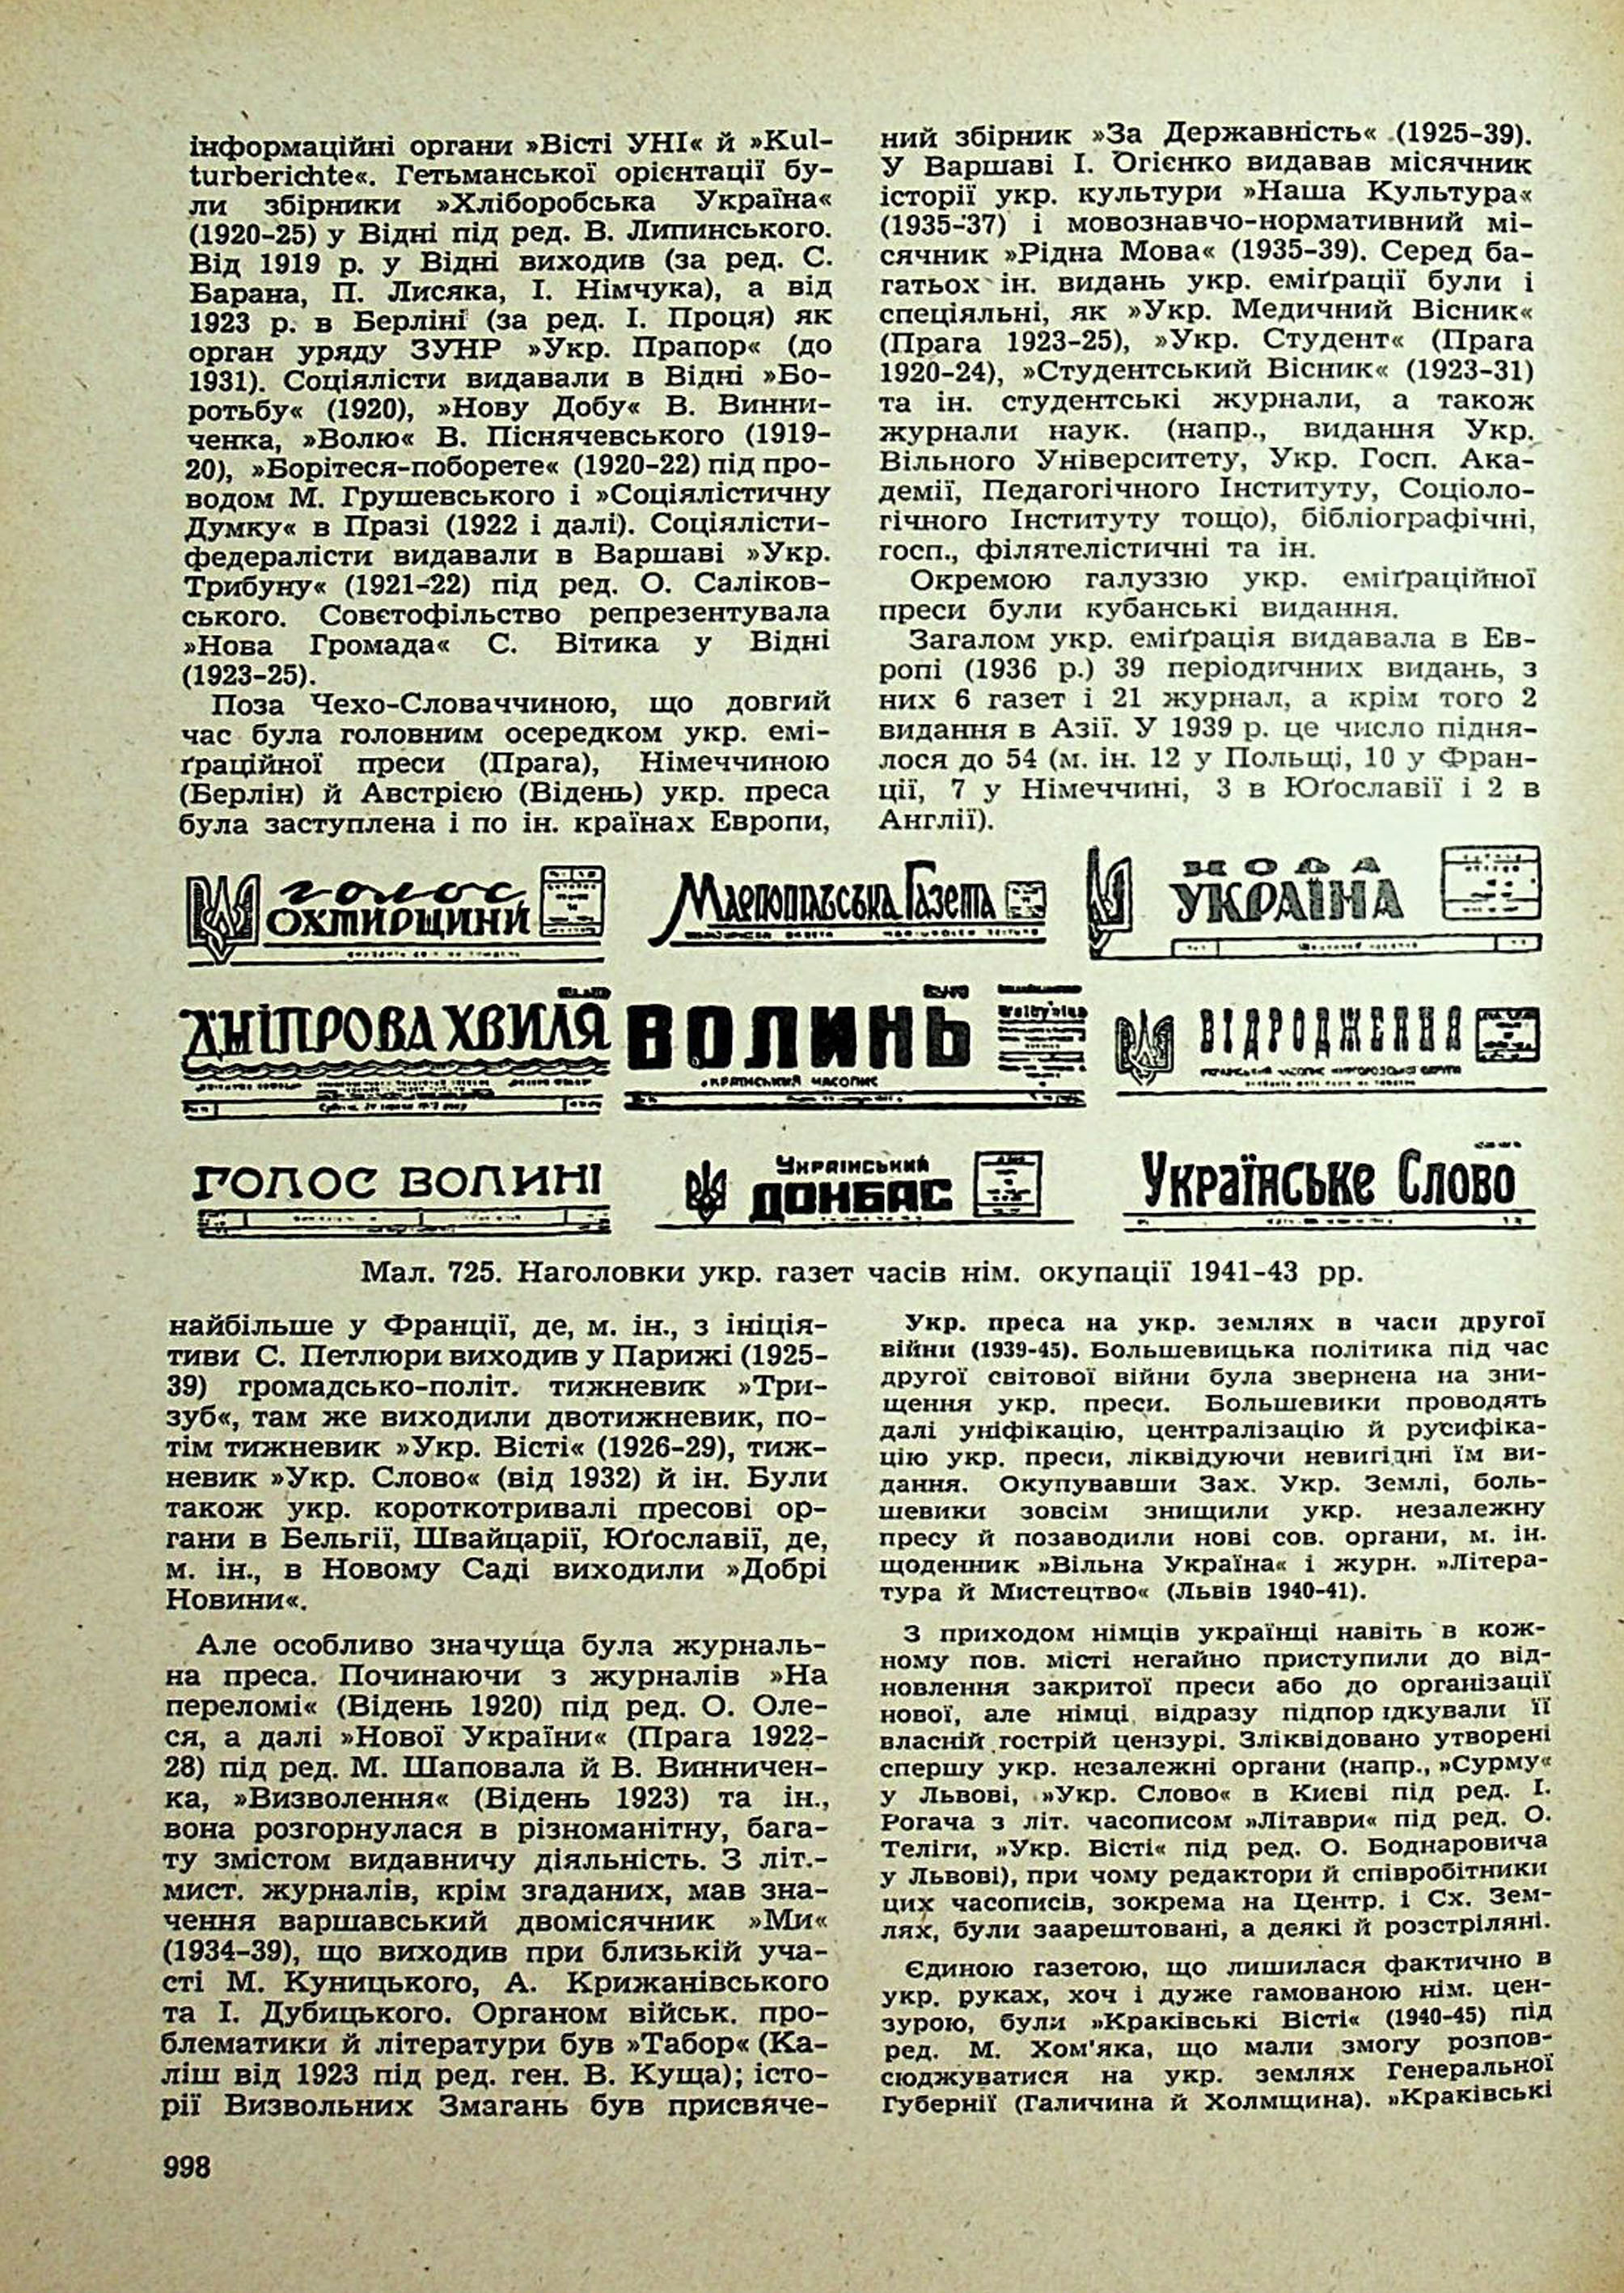 інформаційні органи »Вісті УНІ« й »Kul-
turberichte«. Гетьманської орієнтації бу-
ли збірники »Хліборобська Україна«
(1920-25) у Відні під ред. В. Липинського.
Від 1919 р. у Відні виходив (за ред. С.
Барана, П. Лисяка, І. Німчука), а від
1923 р. в Берліні (за ред. І. Проця) як
орган уряду ЗУНР »Укр. Прапор« (до
1931). Соціялісти видавали в Відні »Бо-
ротьбу« (1920), »Нову Добу« В. Винни-
ченка, »Волю« В. Піснячевського (1919-
20), »Борітеся-поборете« (1920-22) під про-
водом М. Грушевського і »Соціялістичну
Думку« в Празі (1922 і далі). Соціялісти-
федералісти видавали в Варшаві »Укр.
Трибуну« (1921-22) під ред. О. Саліков-
ського. Совєтофільство репрезентувала
»Нова Громада« С. Вітика у Відні
(1923-25).
Поза Чехо-Словаччиною, що довгий
час була головним осередком укр. емі-
ґраційної преси (Прага), Німеччиною
(Берлін) й Австрією (Відень) укр. преса
була заступлена і по ін. країнах Европи,
ний збірник »За Державність« (1925-39).
У Варшаві І. Огієнко видавав місячник
історії укр. культури »Наша Культура«
(1935-37) і мовознавчо-нормативний мі-
сячник »Рідна Мова« (1935-39). Серед ба-
гатьох ін. видань укр. еміґрації були і
спеціяльні, як »Укр. Медичний Вісник«
(Прага 1923-25), »Укр. Студент« (Прага
1920-24), »Студентський Вісник« (1923-31)
та ін. студентські журнали, а також
журнали наук. (напр., видання Укр.
Вільного Університету, Укр. Госп. Ака-
демії, Педагогічного Інституту, Соціоло-
гічного Інституту тощо), бібліографічні,
госп., філятелістичні та ін.
Окремою галуззю укр. еміґраційної
преси були кубанські видання.
Загалом укр. еміґрація видавала в Ев-
ропі (1936 р.) 39 періодичних видань, з
них 6 газет і 21 журнал, а крім того 2
видання в Азії. У 1939 р. це число підня-
лося до 54 (м. ін. 12 у Польщі, 10 у Фран-
ції, 7 у Німеччині, 3 в Юґославії і 2 в
Англії).
ГОЛОС
ОХТИРЩИНИ
Маріюпільська Газета
НОВА
УКРАЇНА
ДНІПРОВА ХВИЛЯ
ВОЛИНЬ
УКРАЇНСЬКИЙ ЧАСОПИС
Wolhynien
ВІДРОДЖЕННЯ
ГОЛОС ВОЛИНІ
Український
ДОНБАС
Українське Слово
Мал. 725. Наголовки укр. газет часів нім. окупації 1941-43 рр.
найбільше у Франції, де, м. ін., з ініція-
тиви С. Петлюри виходив у Парижі (1925-
39) громадсько-політ. тижневик »Три-
зуб«, там же виходили двотижневик, по-
тім тижневик »Укр. Вісті« (1926-29), тиж-
невик »Укр. Слово« (від 1932) й ін. Були
також укр. короткотривалі пресові ор-
гани в Бельгії, Швайцарії, Юґославії, де,
м. ін., в Новому Саді виходили »Добрі
Новини«.
Але особливо значуща була журналь-
на преса. Починаючи з журналів »На
переломі« (Відень 1920) під ред. О. Оле-
ся, а далі »Нової України« (Прага 1922-
28) під ред. М. Шаповала й В. Винничен-
ка, »Визволення« (Відень 1923) та ін.,
вона розгорнулася в різноманітну, бага-
ту змістом видавничу діяльність. З літ.-
мист. журналів, крім згаданих, мав зна-
чення варшавський двомісячник »Ми«
(1934-39), що виходив при близькій уча-
сті М. Куницького, А. Крижанівського
та І. Дубицького. Органом військ. про-
блематики й літератури був »Табор« (Ка-
ліш від 1923 під ред. ген. В. Куща); істо-
рії Визвольних Змагань був присвяче-
Укр. преса на укр. землях в часи другої
війни (1939-45). Большевицька політика під час
другої світової війни була звернена на зни-
щення укр. преси. Большевики проводять
далі уніфікацію, централізацію й русифіка-
цію укр. преси, ліквідуючи невигідні їм ви-
дання. Окупувавши Зах. Укр. Землі, боль-
шевики зовсім знищили укр. незалежну
пресу й позаводили нові сов. органи, м. ін.
щоденник »Вільна Україна« і журн. »Літера-
тура й Мистецтво« (Львів 1940-41).
З приходом німців українці навіть в кож-
ному пов. місті негайно приступили до від-
новлення закритої преси або до організації
нової, але німці відразу підпорядкували її
власній гострій цензурі. Зліквідовано утворені
спершу укр. незалежні органи (напр., »Сурму«
у Львові, »Укр. Слово« в Києві під ред. І.
Рогача з літ. часописом »Літаври« під ред. О.
Теліги, »Укр. Вісті« під ред. О. Боднаровича
у Львові), при чому редактори й співробітники
цих часописів, зокрема на Центр. і Сх. Зем-
лях, були заарештовані, а деякі й розстріляні.
Єдиною газетою, що лишилася фактично в
укр. руках, хоч і дуже гамованою нім. цен-
зурою, були »Краківські Вісті« (1940-45) під
ред. М. Хом'яка, що мали змогу розпов-
сюджуватися на укр. землях Генеральної
Губернії (Галичина й Холмщина). »Краківські
998